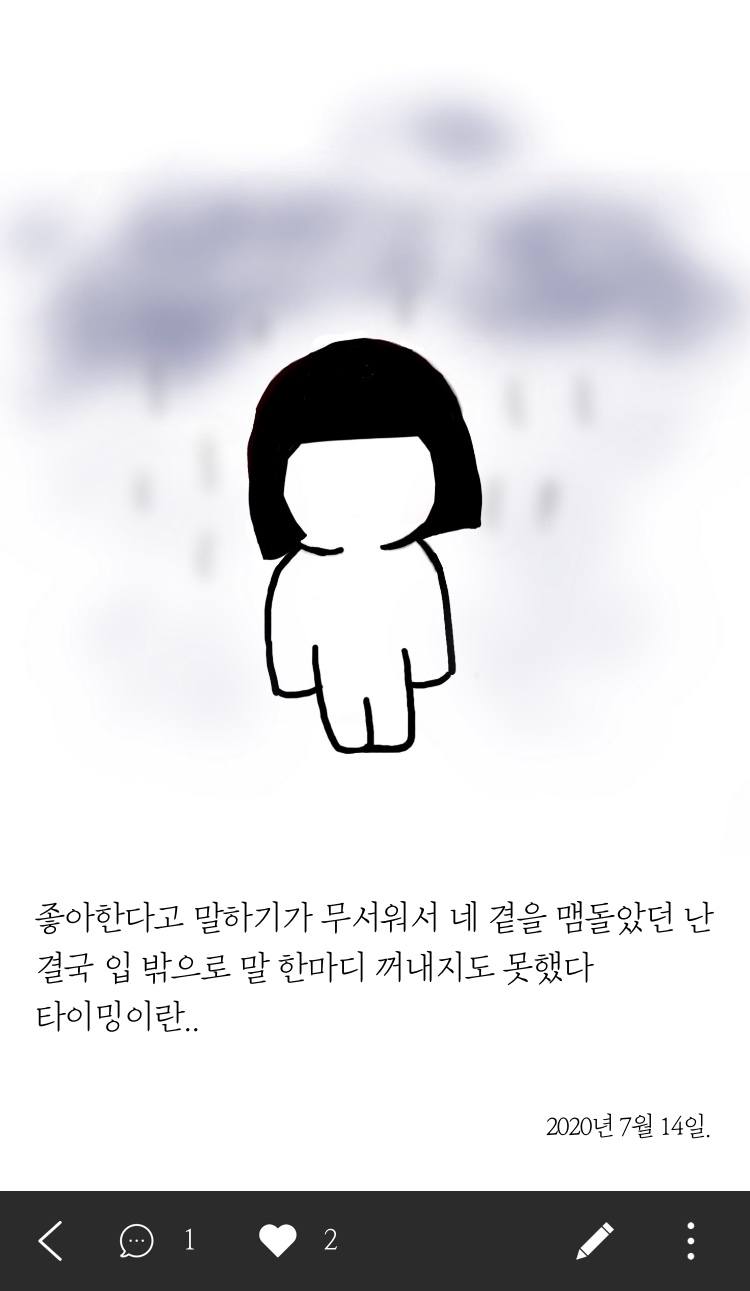 좋아한다고 말하기가 무서워서 네 곁을 맴돌았던 난
결국 입 밖으로 말 한마디 꺼내지도 못했다
타이밍이란..
2020년 7월 14일.
1 2